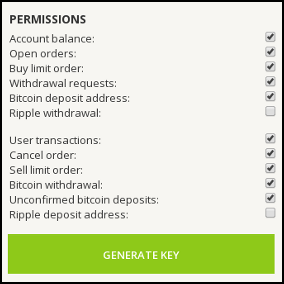 PERMISSIONS
Account balance:
Open orders:
Buy limit order:
Withdrawal requests:
Bitcoin deposit address:
Ripple withdrawal:
User transactions:
Cancel order:
Sell limit order:
Bitcoin withdrawal:
Unconfirmed bitcoin deposits:
Ripple deposit address:
GENERATE KEY